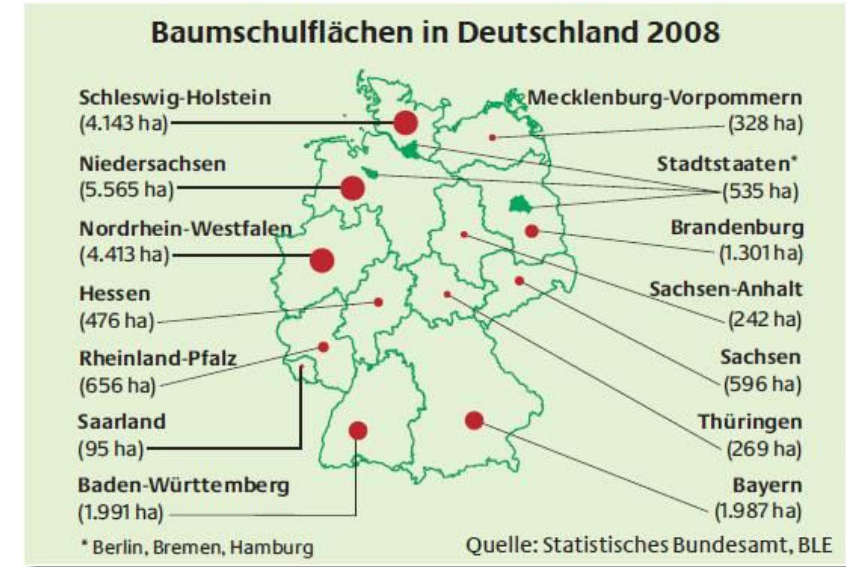 Baumschulflächen in Deutschland 2008
Schleswig-Holstein
(4.143 ha)
Niedersachsen
(5.565 ha)
Nordrhein-Westfalen
(4.413 ha)
Hessen
(476 ha)
Rheinland-Pfalz
(656 ha)
Saarland
(95 ha)
Baden-Württemberg
(1.991 ha)
Mecklenburg-Vorpommern
(328 ha)
Stadtstaaten*
(535 ha)
Brandenburg
(1.301 ha)
Sachsen-Anhalt
(242 ha)
Sachsen
(596 ha)
Thüringen
(269 ha)
Bayern
(1.987 ha)
* Berlin, Bremen, Hamburg
Quelle: Statistisches Bundesamt, BLE